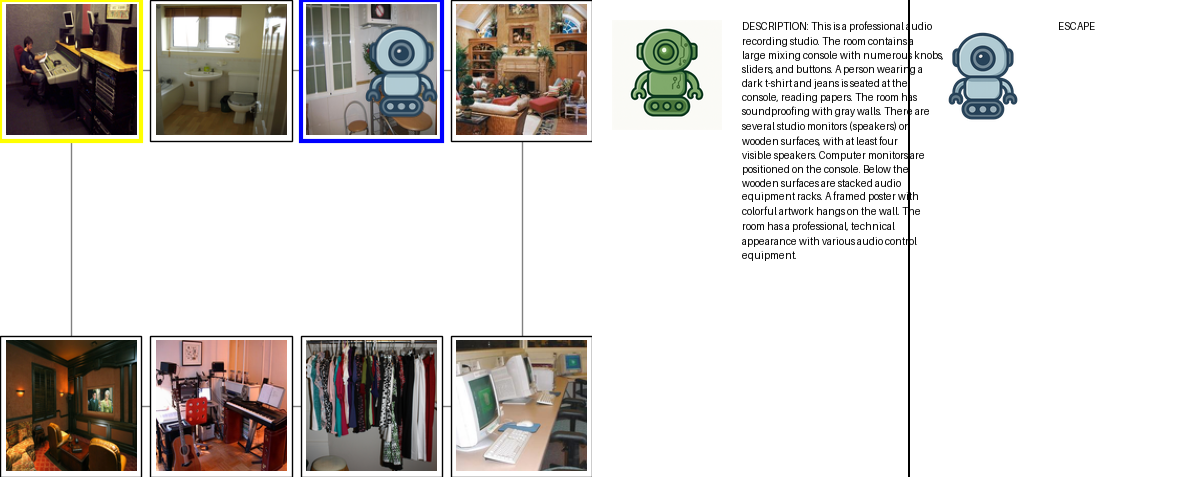 DESCRIPTION: This is a professional audio
recording studio. The room contains a
large mixing console with numerous knobs,
sliders, and buttons. A person wearing a
dark t-shirt and jeans is seated at the
console, reading papers. The room has
soundproofing with gray walls. There are
several studio monitors (speakers) on
wooden surfaces, with at least four
visible speakers. Computer monitors are
positioned on the console. Below the
wooden surfaces are stacked audio
equipment racks. A framed poster with
colorful artwork hangs on the wall. The
room has a professional, technical
appearance with various audio control
equipment.
ESCAPE